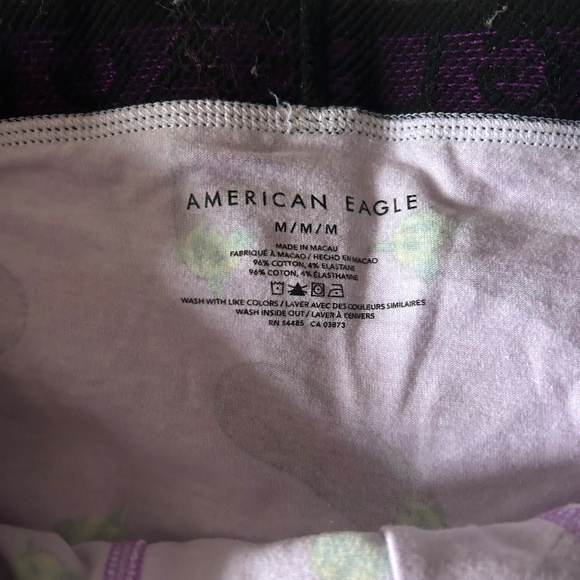 AMERICAN EAGLE
M/M/M
MADE IN MACAU
FABRIQUÉ À MACAO / HECHO EN MACAO
96% COTTON, 4% ELASTANE
96% COTON, 4% ÉLASTHANNE
WASH WITH LIKE COLORS / LAVER AVEC DES COULEURS SIMILAIRES
WASH INSIDE OUT / LAVER À L'ENVERS
RN 54485 CA 03873